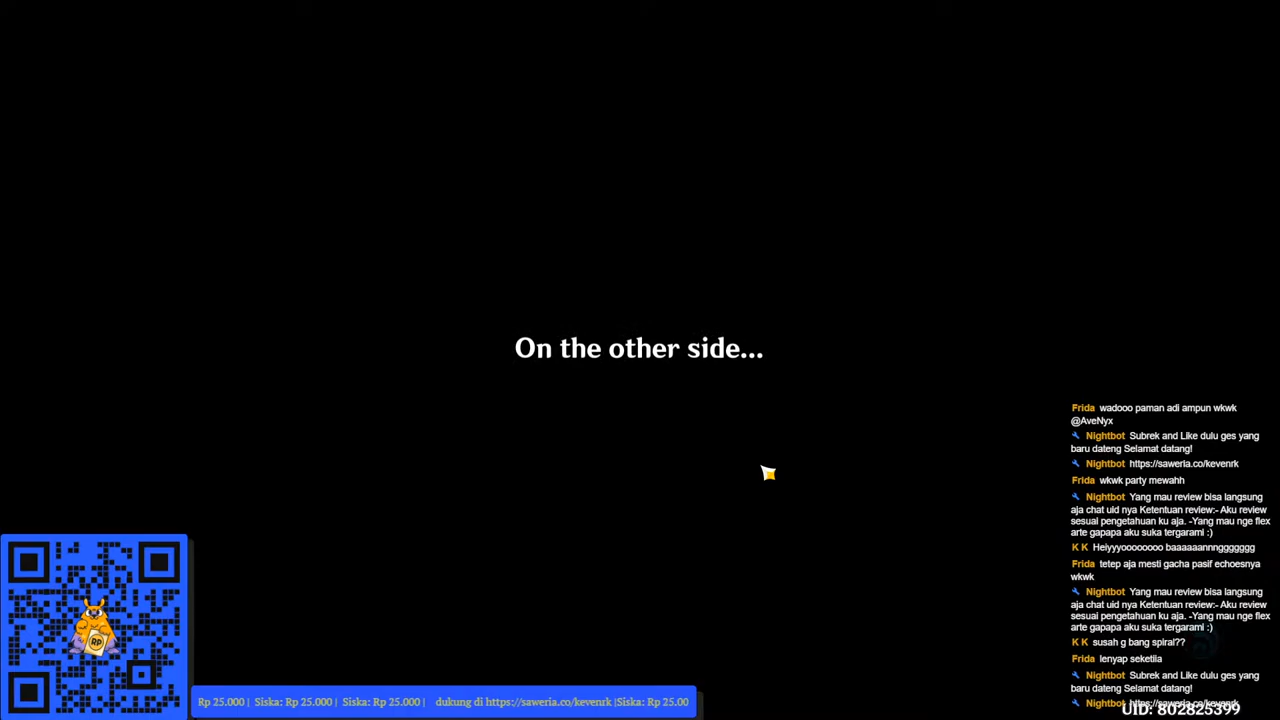 On the other side...
Frida wadooo paman adi ampun wkwk
@AveNyx
Nightbot Subrek and Like dulu ges yang
baru dateng Selamat datang!
Nightbot https://saweria.co/kevenrk
Frida wkwk party mewahh
Nightbot Yang mau review bisa langsung
aja chat uid nya Ketentuan review:- Aku review
sesuai pengetahuan ku aja. -Yang mau nge flex
arte gapapa aku suka tergarami :)
K K Heiyyyoooooooo baaaaaannnggggggg
Frida tetep aja mesti gacha pasif echoesnya
wkwk
Nightbot Yang mau review bisa langsung
aja chat uid nya Ketentuan review:- Aku review
sesuai pengetahuan ku aja. -Yang mau nge flex
arte gapapa aku suka tergarami :)
K K susah g bang spiral??
Frida lenyap seketiia
Nightbot Subrek and Like dulu ges yang
baru dateng Selamat datang!
Nightbot https://saweria.co/kevenrk
UID: 802825399
RP
Rp 25.000 | Siska: Rp 25.000 | Siska: Rp 25.000 | dukung di https://saweria.co/kevenrk |Siska: Rp 25.00